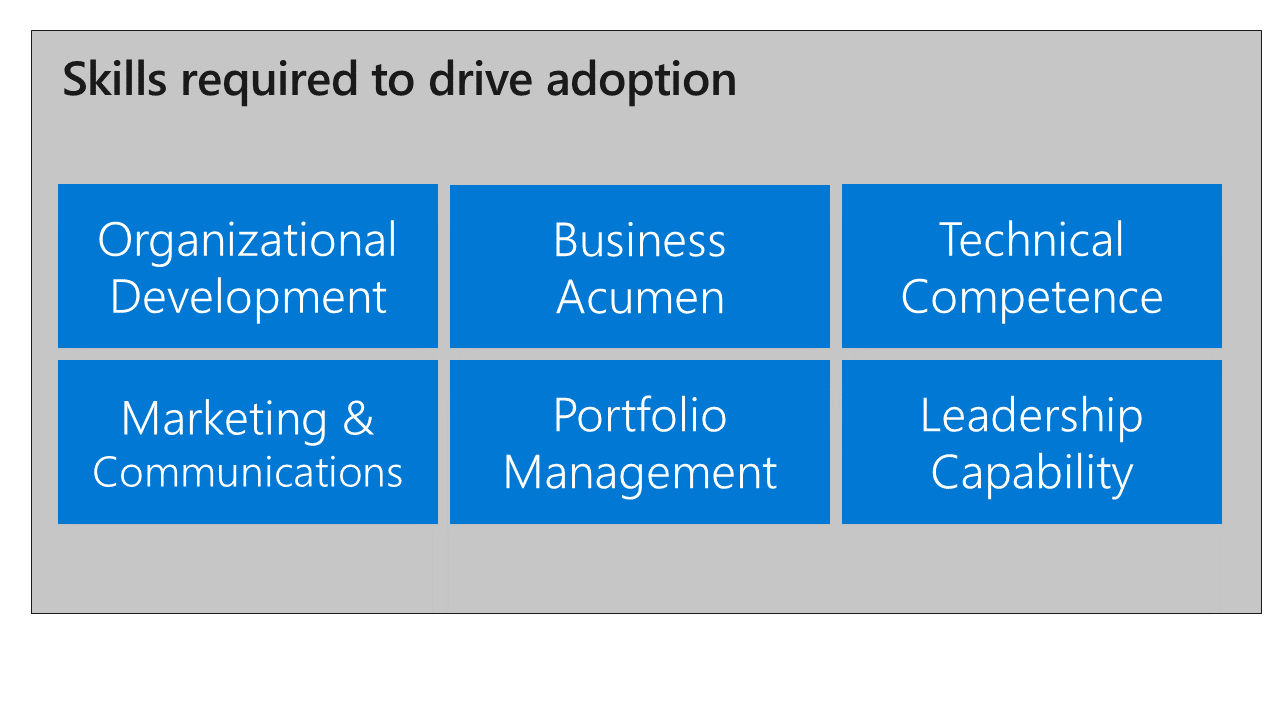 Skills required to drive adoption
Organizational
Development
Business
Acumen
Technical
Competence
Marketing &
Communications
Portfolio
Management
Leadership
Capability